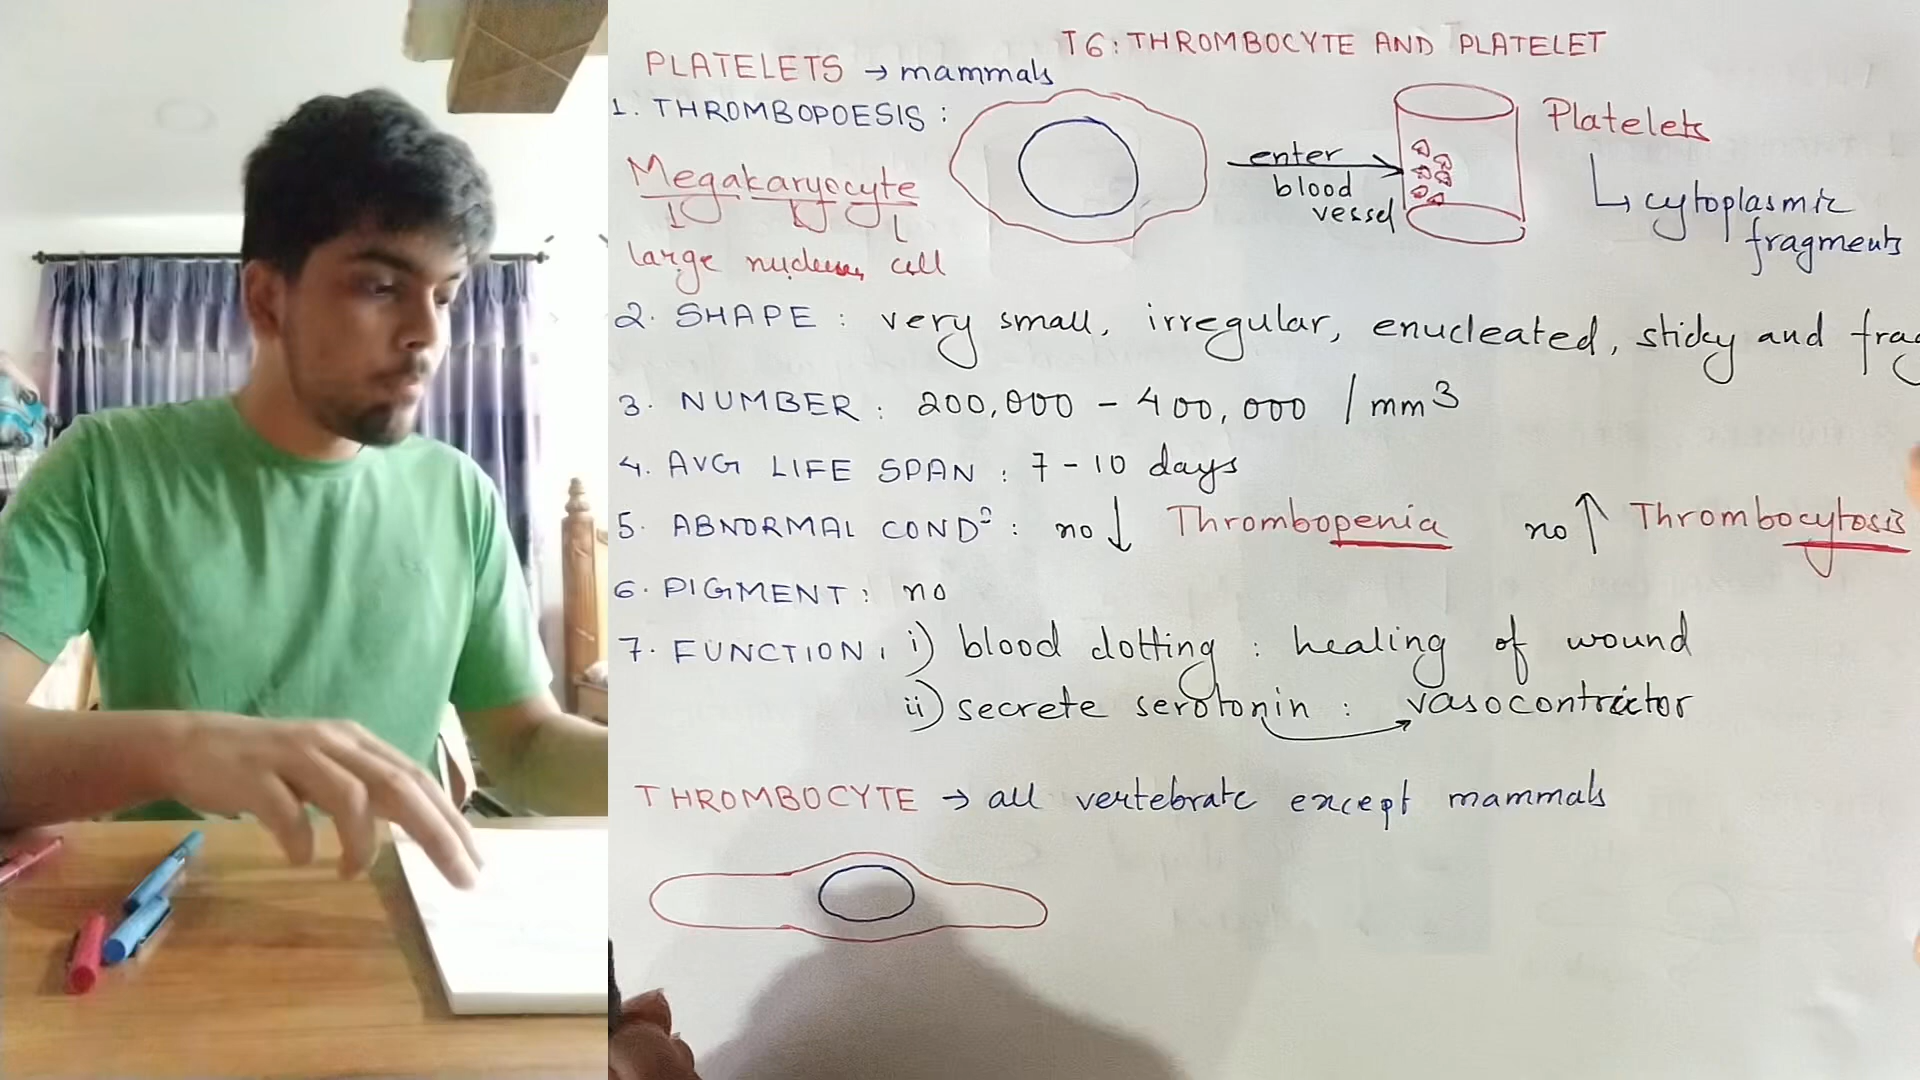 T6: THROMBOCYTE AND PLATELET
PLATELETS → mammals
1. THROMBOPOESIS:
Megakaryocyte
large nucleus cell
enter
blood
vessel
Platelets
↳ cytoplasmic
fragments
2. SHAPE : very small, irregular, enucleated, sticky and frag
3. NUMBER : 200,000 - 400,000 / mm3
4. AVG LIFE SPAN : 7-10 days
5. ABNORMAL CONDⁿ : no ↓ Thrombopenia no ↑ Thrombocytosis
6. PIGMENT : no
7. FUNCTION : i) blood clotting : healing of wound
ii) secrete serotonin : vasocontrictor
THROMBOCYTE → all vertebrate except mammals